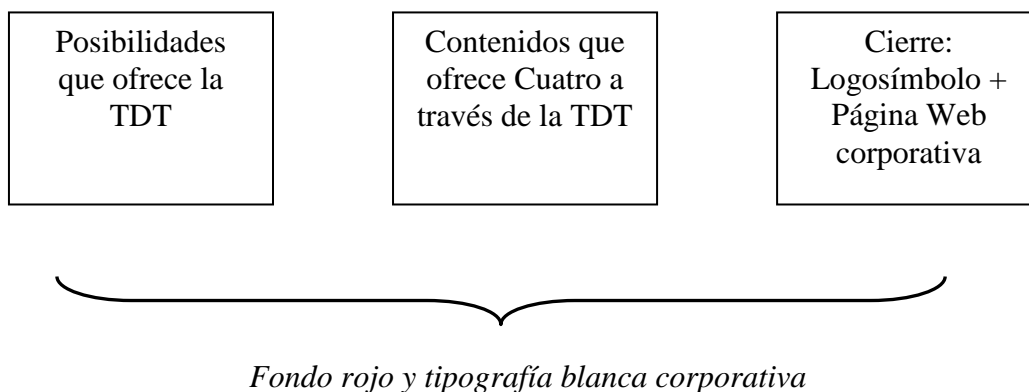 Posibilidades
que ofrece la
TDT
Contenidos que
ofrece Cuatro a
través de la TDT
Cierre:
Logosímbolo +
Página Web
corporativa
Fondo rojo y tipografía blanca corporativa